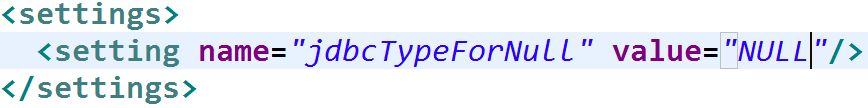 <settings>
<setting name="jdbcTypeForNull" value="NULL"/>
</settings>